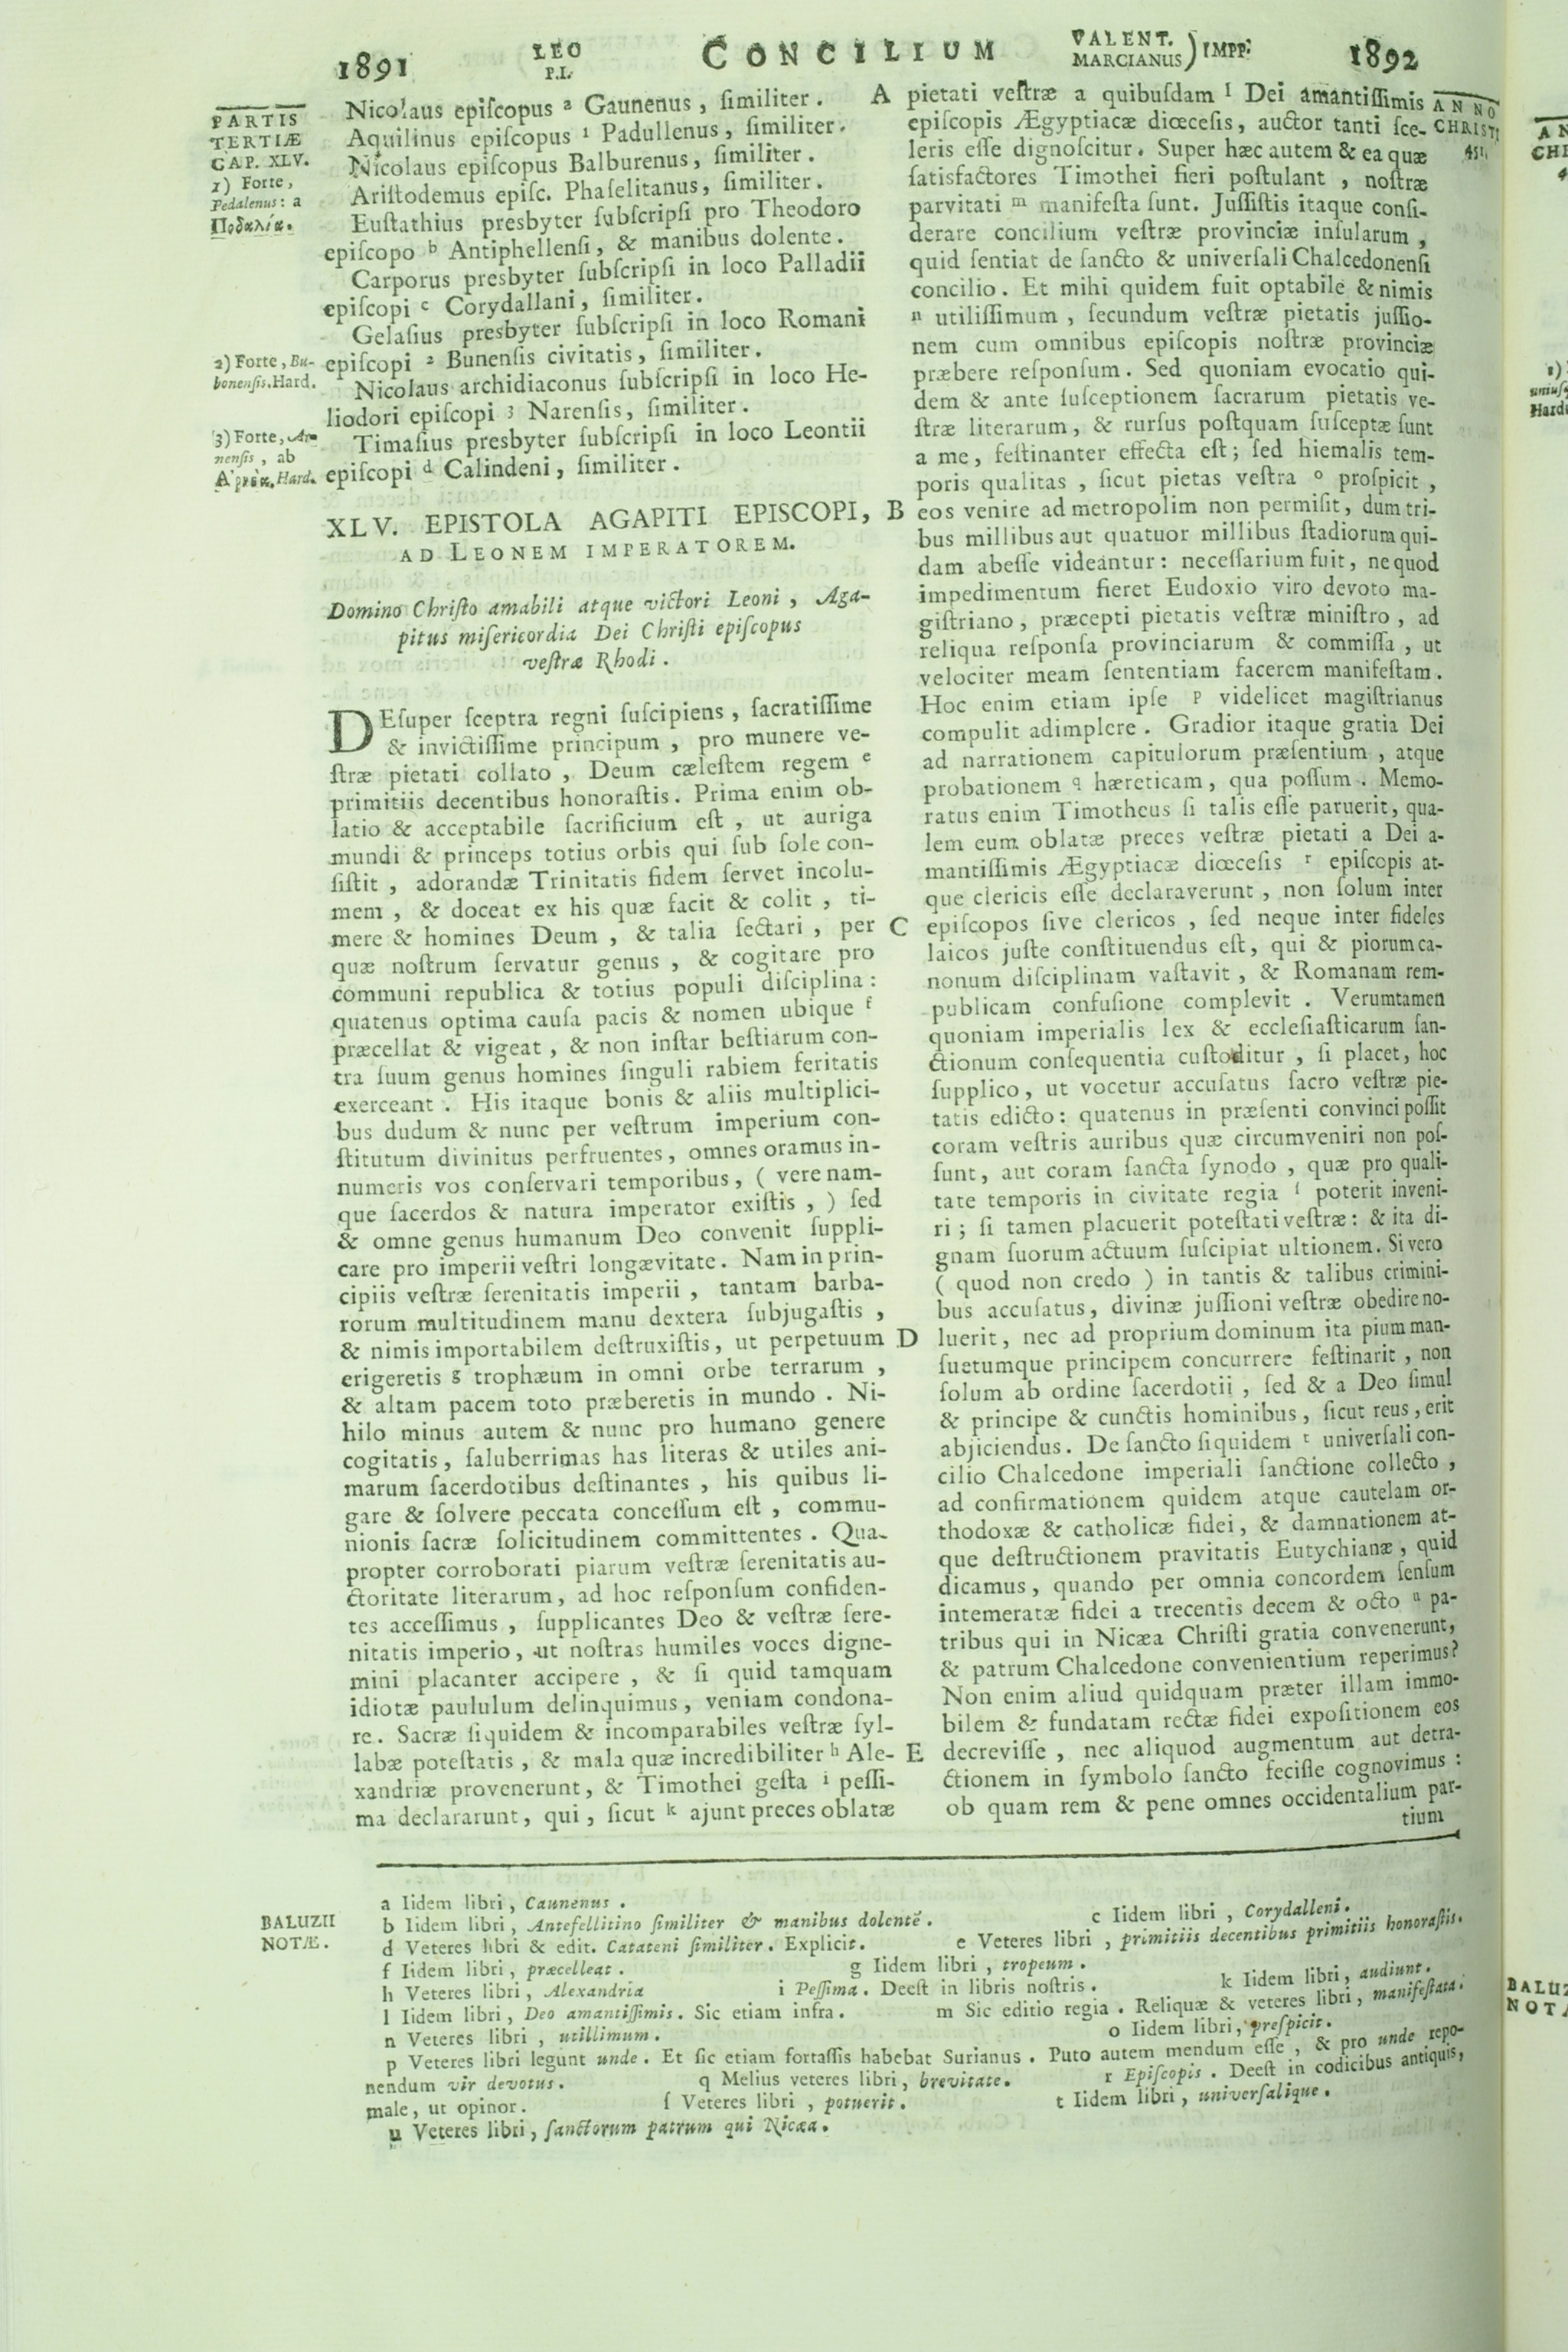 1891 LEO P.I. CONCILIUM VALENT. MARCIANUS) IMPP. 1892
PARTIS
TERTIÆ
CAP. XLV.
1) Forte,
Pedalenus: a
Ποδαλία.
2) Forte, Bu-
bonensis. Hard.
3) Forte, Ar-
nensis, ab
Hard.
Nicolaus epiſcopus a Gaunenus, ſimiliter.
Aquilinus epiſcopus 1 Padullenus, ſimiliter.
Nicolaus epiſcopus Balburenus, ſimiliter.
Ariſtodemus epiſc. Phaſelitanus, ſimiliter.
Euſtathius presbyter ſubſcripſi pro Theodoro
epiſcopo b Antiphellenſi, & manibus dolente.
Carporus presbyter ſubſcripſi in loco Palladii
epiſcopi c Corydallani, ſimiliter.
Gelaſius presbyter ſubſcripſi in loco Romani
epiſcopi 2 Bunenſis civitatis, ſimiliter.
Nicolaus archidiaconus ſubſcripſi in loco He-
liodori epiſcopi 3 Narenſis, ſimiliter.
Timaſius presbyter ſubſcripſi in loco Leontii
epiſcopi d Calindeni, ſimiliter.
XLV. EPISTOLA AGAPITI EPISCOPI,
AD LEONEM IMPERATOREM.
Domino Chriſto amabili atque victori Leoni, Aga-
pitus miſericordia Dei Chriſti epiſcopus
veſtræ Rhodi.
DEſuper ſceptra regni ſuſcipiens, ſacratiſſime
& invictiſſime principum, pro munere ve-
ſtræ pietati collato, Deum cæleſtem regem e
primitiis decentibus honoraſtis. Prima enim ob-
latio & acceptabile ſacrificium eſt, ut auriga
mundi & princeps totius orbis qui ſub ſole con-
ſiſtit, adorandæ Trinitatis fidem ſervet incolu-
mem, & doceat ex his quæ facit & colit, ti-
mere & homines Deum, & talia ſectari, per
quæ noſtrum ſervatur genus, & cogitare pro
communi republica & totius populi diſciplina:
quatenus optima cauſa pacis & nomen ubique f
præcellat & vigeat, & non inſtar beſtiarum con-
tra ſuum genus homines ſinguli rabiem feritatis
exerceant. His itaque bonis & aliis multiplici-
bus dudum & nunc per veſtrum imperium con-
ſtitutum divinitus perfruentes, omnes oramus in-
numeris vos conſervari temporibus, (vere nam-
que ſacerdos & natura imperator exiſtis,) ſed
& omne genus humanum Deo convenit ſuppli-
care pro imperii veſtri longævitate. Nam in prin-
cipiis veſtræ ſerenitatis imperii, tantam barba-
rorum multitudinem manu dextera ſubjugaſtis,
& nimis importabilem deſtruxiſtis, ut perpetuum
erigeretis g trophæum in omni orbe terrarum,
& altam pacem toto præberetis in mundo. Ni-
hilo minus autem & nunc pro humano genere
cogitatis, ſaluberrimas has literas & utiles ani-
marum ſacerdotibus deſtinantes, his quibus li-
gare & ſolvere peccata conceſſum eſt, commu-
nionis ſacræ ſolicitudinem committentes. Qua-
propter corroborati piarum veſtræ ſerenitatis au-
ctoritate literarum, ad hoc reſponſum confiden-
tes acceſſimus, ſupplicantes Deo & veſtræ ſere-
nitatis imperio, ut noſtras humiles voces digne-
mini placanter accipere, & ſi quid tamquam
idiotæ paululum delinquimus, veniam condona-
re. Sacræ ſiquidem & incomparabiles veſtræ ſyl-
labæ poteſtatis, & mala quæ incredibiliter h Ale-
xandriæ provenerunt, & Timothei geſta i peſſi-
ma declararunt, qui, ſicut k ajunt preces oblatæ
A
B
C
D
E
pietati veſtræ a quibuſdam l Dei amantiſſimis
epiſcopis Ægyptiacæ diœceſis, auctor tanti ſce-
leris eſſe dignoſcitur. Super hæc autem & ea quæ
ſatisfactores Timothei fieri poſtulant, noſtræ
parvitati m manifeſta ſunt. Juſſiſtis itaque conſi-
derare concilium veſtræ provinciæ inſularum,
quid ſentiat de ſancto & univerſali Chalcedonenſi
concilio. Et mihi quidem fuit optabile & nimis
n utiliſſimum, ſecundum veſtræ pietatis juſſio-
nem cum omnibus epiſcopis noſtræ provinciæ
præbere reſponſum. Sed quoniam evocatio qui-
dem & ante ſuſceptionem ſacrarum pietatis ve-
ſtræ literarum, & rurſus poſtquam ſuſceptæ ſunt
a me, feſtinanter effecta eſt; ſed hiemalis tem-
poris qualitas, ſicut pietas veſtra o proſpicit,
eos venire ad metropolim non permiſit, dum tri-
bus millibus aut quatuor millibus ſtadiorum qui-
dam abeſſe videantur: neceſſarium fuit, ne quod
impedimentum fieret Eudoxio viro devoto ma-
giſtriano, præcepti pietatis veſtræ miniſtro, ad
reliqua reſponſa provinciarum & commiſſa, ut
velociter meam ſententiam facerem manifeſtam.
Hoc enim etiam ipſe p videlicet magiſtrianus
compulit adimplere. Gradior itaque gratia Dei
ad narrationem capitulorum præſentium, atque
probationem q hæreticam, qua poſſum. Memo-
ratus enim Timotheus ſi talis eſſe paruerit, qua-
lem eum oblatæ preces veſtræ pietati a Dei a-
mantiſſimis Ægyptiacæ diœceſis r epiſcopis at-
que clericis eſſe declaraverunt, non ſolum inter
epiſcopos ſive clericos, ſed neque inter fideles
laicos juſte conſtituendus eſt, qui & piorum ca-
nonum diſciplinam vaſtavit, & Romanam rem-
publicam confuſione complevit. Verumtamen
quoniam imperialis lex & eccleſiaſticarum ſan-
ctionum conſequentia cuſtoditur, ſi placet, hoc
ſupplico, ut vocetur accuſatus ſacro veſtræ pie-
tatis edicto: quatenus in præſenti convinci poſſit
coram veſtris auribus quæ circumveniri non poſ-
ſunt, aut coram ſancta ſynodo, quæ pro quali-
tate temporis in civitate regia ſ poterit inveni-
ri; ſi tamen placuerit poteſtati veſtræ: & ita di-
gnam ſuorum actuum ſuſcipiat ultionem. Si vero
(quod non credo) in tantis & talibus crimini-
bus accuſatus, divinæ juſſioni veſtræ obedire no-
luerit, nec ad proprium dominum ita pium man-
ſuetumque principem concurrere feſtinarit, non
ſolum ab ordine ſacerdotii, ſed & a Deo ſimul
& principe & cunctis hominibus, ſicut reus, erit
abjiciendus. De ſancto ſiquidem t univerſali con-
cilio Chalcedone imperiali ſanctione collecto,
ad confirmationem quidem atque cautelam or-
thodoxæ & catholicæ fidei, & damnationem at-
que deſtructionem pravitatis Eutychianæ, quid
dicamus, quando per omnia concordem ſenſum
intemeratæ fidei a trecentis decem & octo u pa-
tribus qui in Nicæa Chriſti gratia convenerunt,
& patrum Chalcedone convenientium reperimus?
Non enim aliud quidquam præter illam immo-
bilem & fundatam rectæ fidei expoſitionem eos
decreviſſe, nec aliquod augmentum aut detra-
ctionem in ſymbolo ſancto feciſſe cognovimus:
ob quam rem & pene omnes occidentalium par-
tium
ANNO
CHRISTI
451.
BALUZII
NOTÆ.
a Iidem libri, Caunenus.
b Iidem libri, Antefellitino ſimiliter & manibus dolente. c Iidem libri, Corydalleni.
d Veteres libri & edit. Catateni ſimiliter. Explicit. e Veteres libri, primitiis decentibus primitiis honoraſtis.
f Iidem libri, præcelleat. g Iidem libri, tropeum.
h Veteres libri, Alexandria i Peſſima. Deeſt in libris noſtris. k Iidem libri, audiunt.
l Iidem libri, Deo amantiſſimis. Sic etiam infra. m Sic editio regia. Reliquæ & veteres libri, manifeſtata.
n Veteres libri, utillimum. o Iidem libri, preſpicit.
p Veteres libri legunt unde. Et ſic etiam fortaſſis habebat Surianus. Puto autem mendum eſſe, & pro unde repo-
nendum vir devotus. q Melius veteres libri, brevitate. r Epiſcopis. Deeſt in codicibus antiquis,
male, ut opinor. ſ Veteres libri, potuerit. t Iidem libri, univerſalique.
u Veteres libri, ſanctorum patrum qui Nicæa.
AN
CHI
4
1)
Hard
BALUZ
NOTÆ